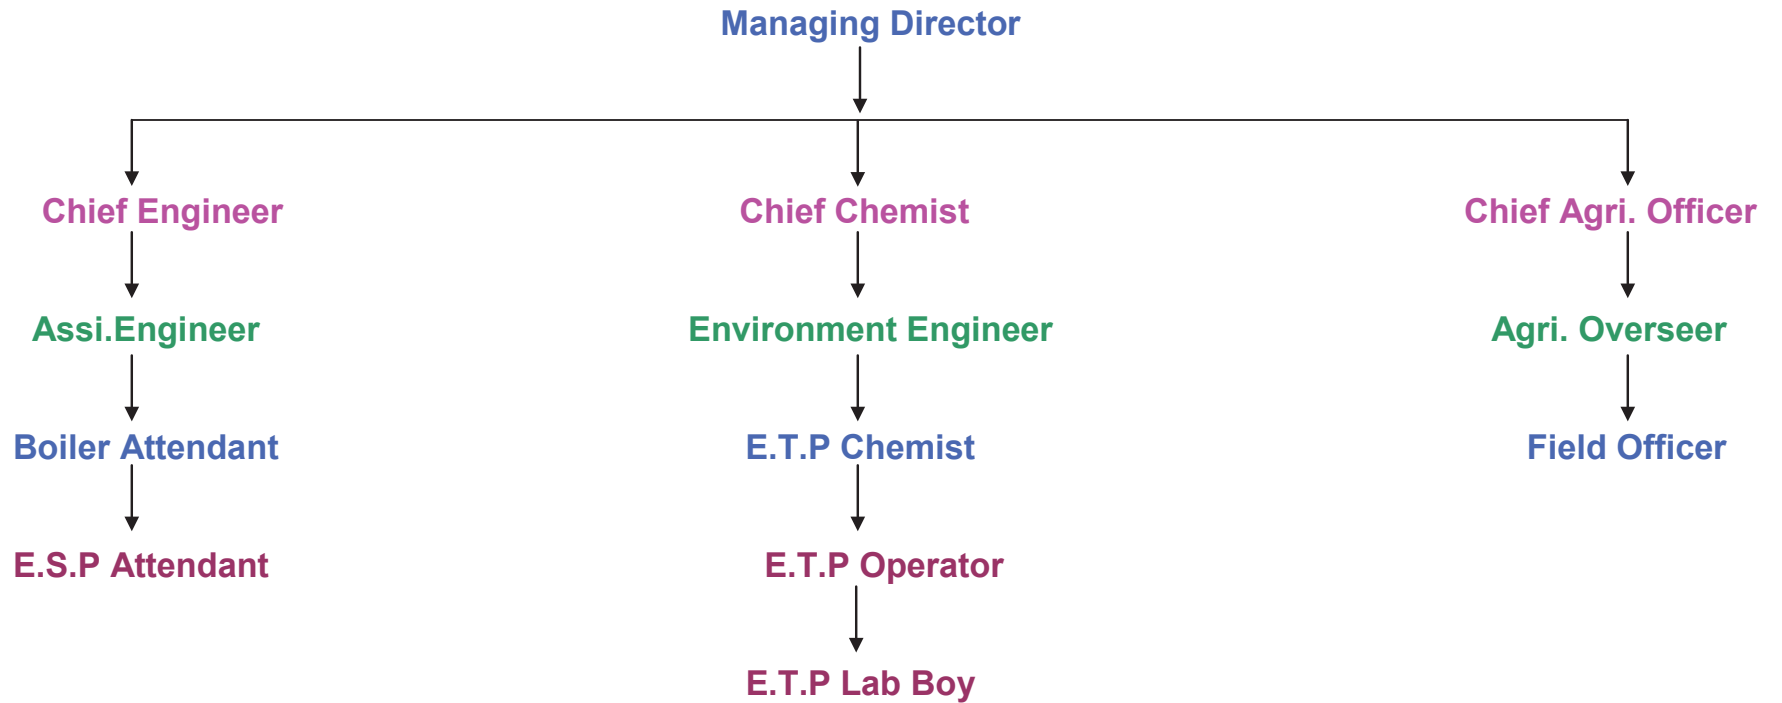 Managing Director
Chief Engineer
Chief Chemist
Chief Agri. Officer
Assi.Engineer
Environment Engineer
Agri. Overseer
Boiler Attendant
E.T.P Chemist
Field Officer
E.S.P Attendant
E.T.P Operator
E.T.P Lab Boy